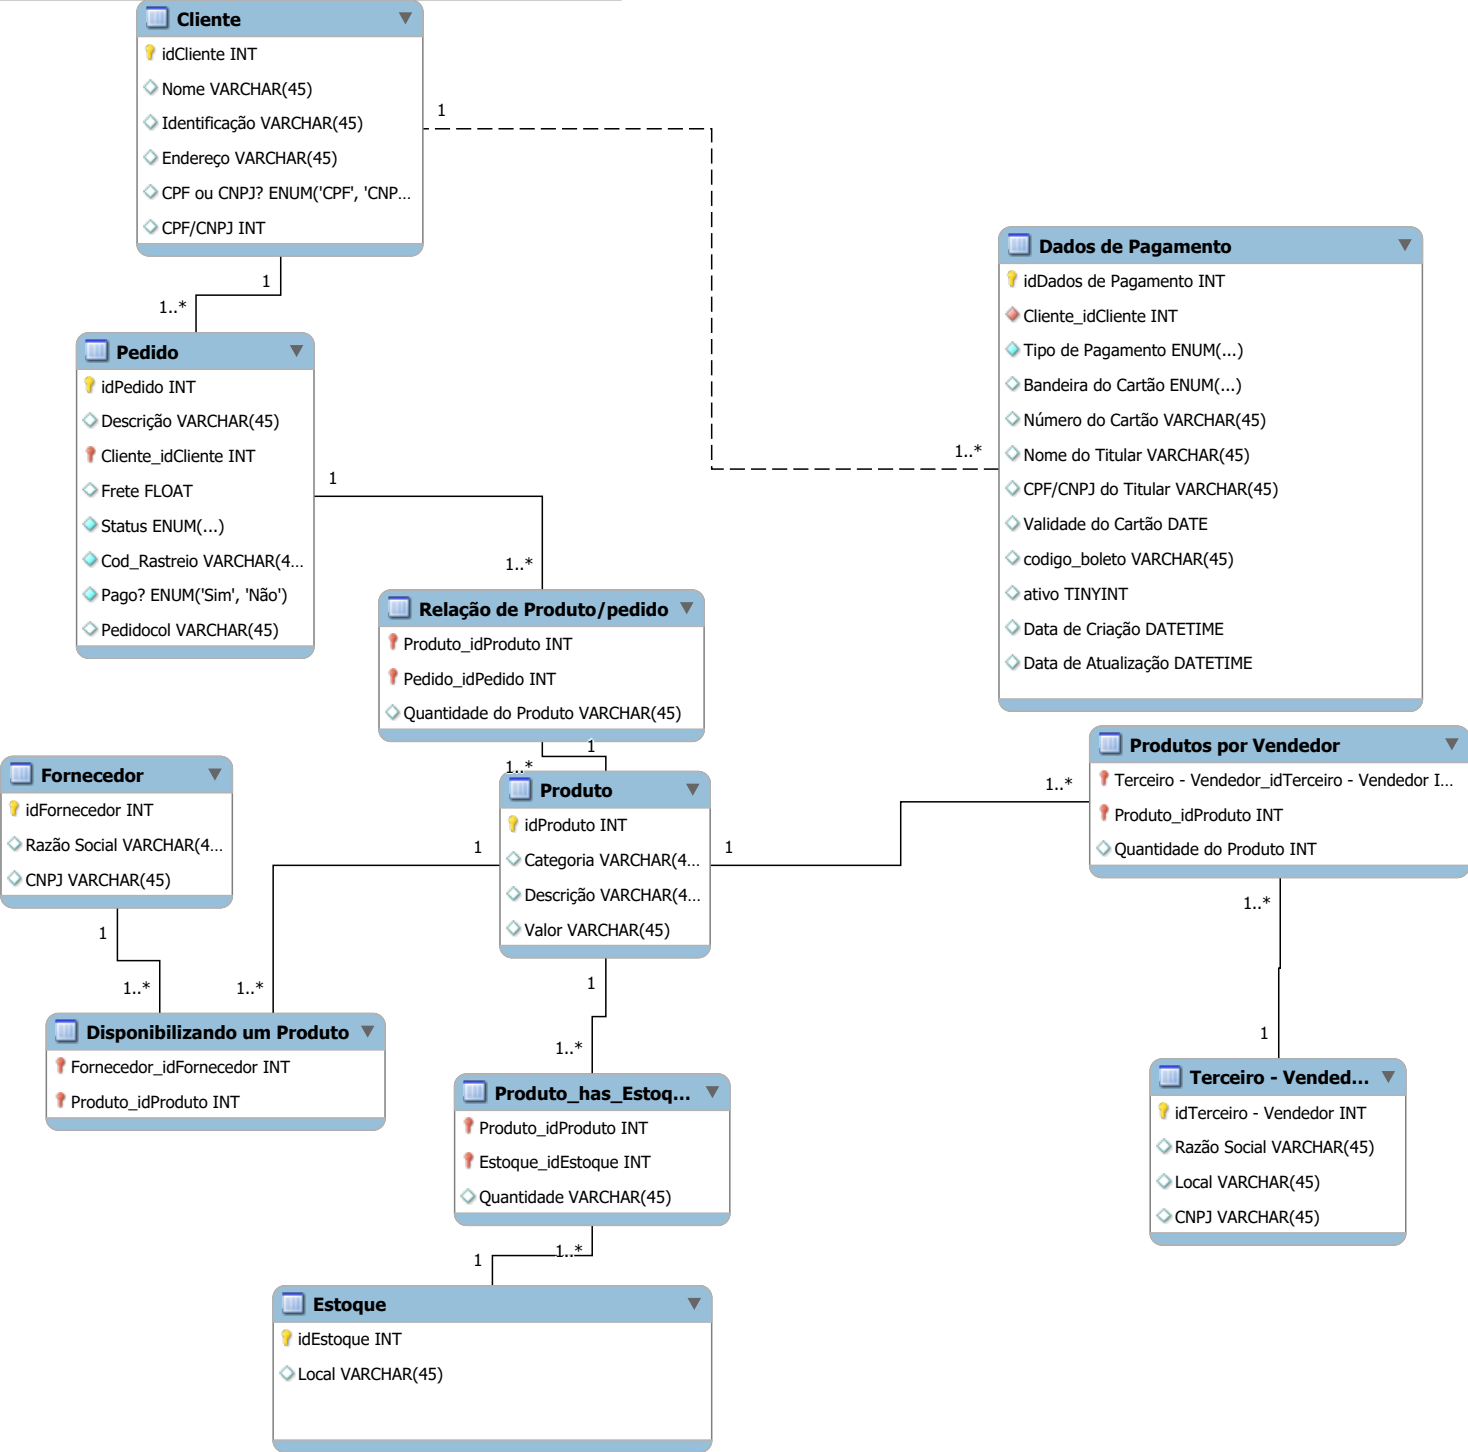 Cliente
idCliente INT
Nome VARCHAR(45)
Identificação VARCHAR(45)
Endereço VARCHAR(45)
CPF ou CNPJ? ENUM('CPF', 'CNP...
CPF/CNPJ INT
1
1
1..*
Dados de Pagamento
idDados de Pagamento INT
Cliente_idCliente INT
Tipo de Pagamento ENUM(...)
Bandeira do Cartão ENUM(...)
Número do Cartão VARCHAR(45)
Nome do Titular VARCHAR(45)
CPF/CNPJ do Titular VARCHAR(45)
Validade do Cartão DATE
codigo_boleto VARCHAR(45)
ativo TINYINT
Data de Criação DATETIME
Data de Atualização DATETIME
1..*
Pedido
idPedido INT
Descrição VARCHAR(45)
Cliente_idCliente INT
Frete FLOAT
Status ENUM(...)
Cod_Rastreio VARCHAR(4...
Pago? ENUM('Sim', 'Não')
Pedidocol VARCHAR(45)
1
1..*
Relação de Produto/pedido
Produto_idProduto INT
Pedido_idPedido INT
Quantidade do Produto VARCHAR(45)
1
1..*
Fornecedor
idFornecedor INT
Razão Social VARCHAR(4...
CNPJ VARCHAR(45)
1
1..*
Produto
idProduto INT
Categoria VARCHAR(4...
Descrição VARCHAR(4...
Valor VARCHAR(45)
1
1..*
1
1..*
Produtos por Vendedor
Terceiro - Vendedor_idTerceiro - Vendedor I...
Produto_idProduto INT
Quantidade do Produto INT
1..*
1
Disponibilizando um Produto
Fornecedor_idFornecedor INT
Produto_idProduto INT
1
1..*
Produto_has_Estoq...
Produto_idProduto INT
Estoque_idEstoque INT
Quantidade VARCHAR(45)
1..*
1
Terceiro - Vended...
idTerceiro - Vendedor INT
Razão Social VARCHAR(45)
Local VARCHAR(45)
CNPJ VARCHAR(45)
Estoque
idEstoque INT
Local VARCHAR(45)